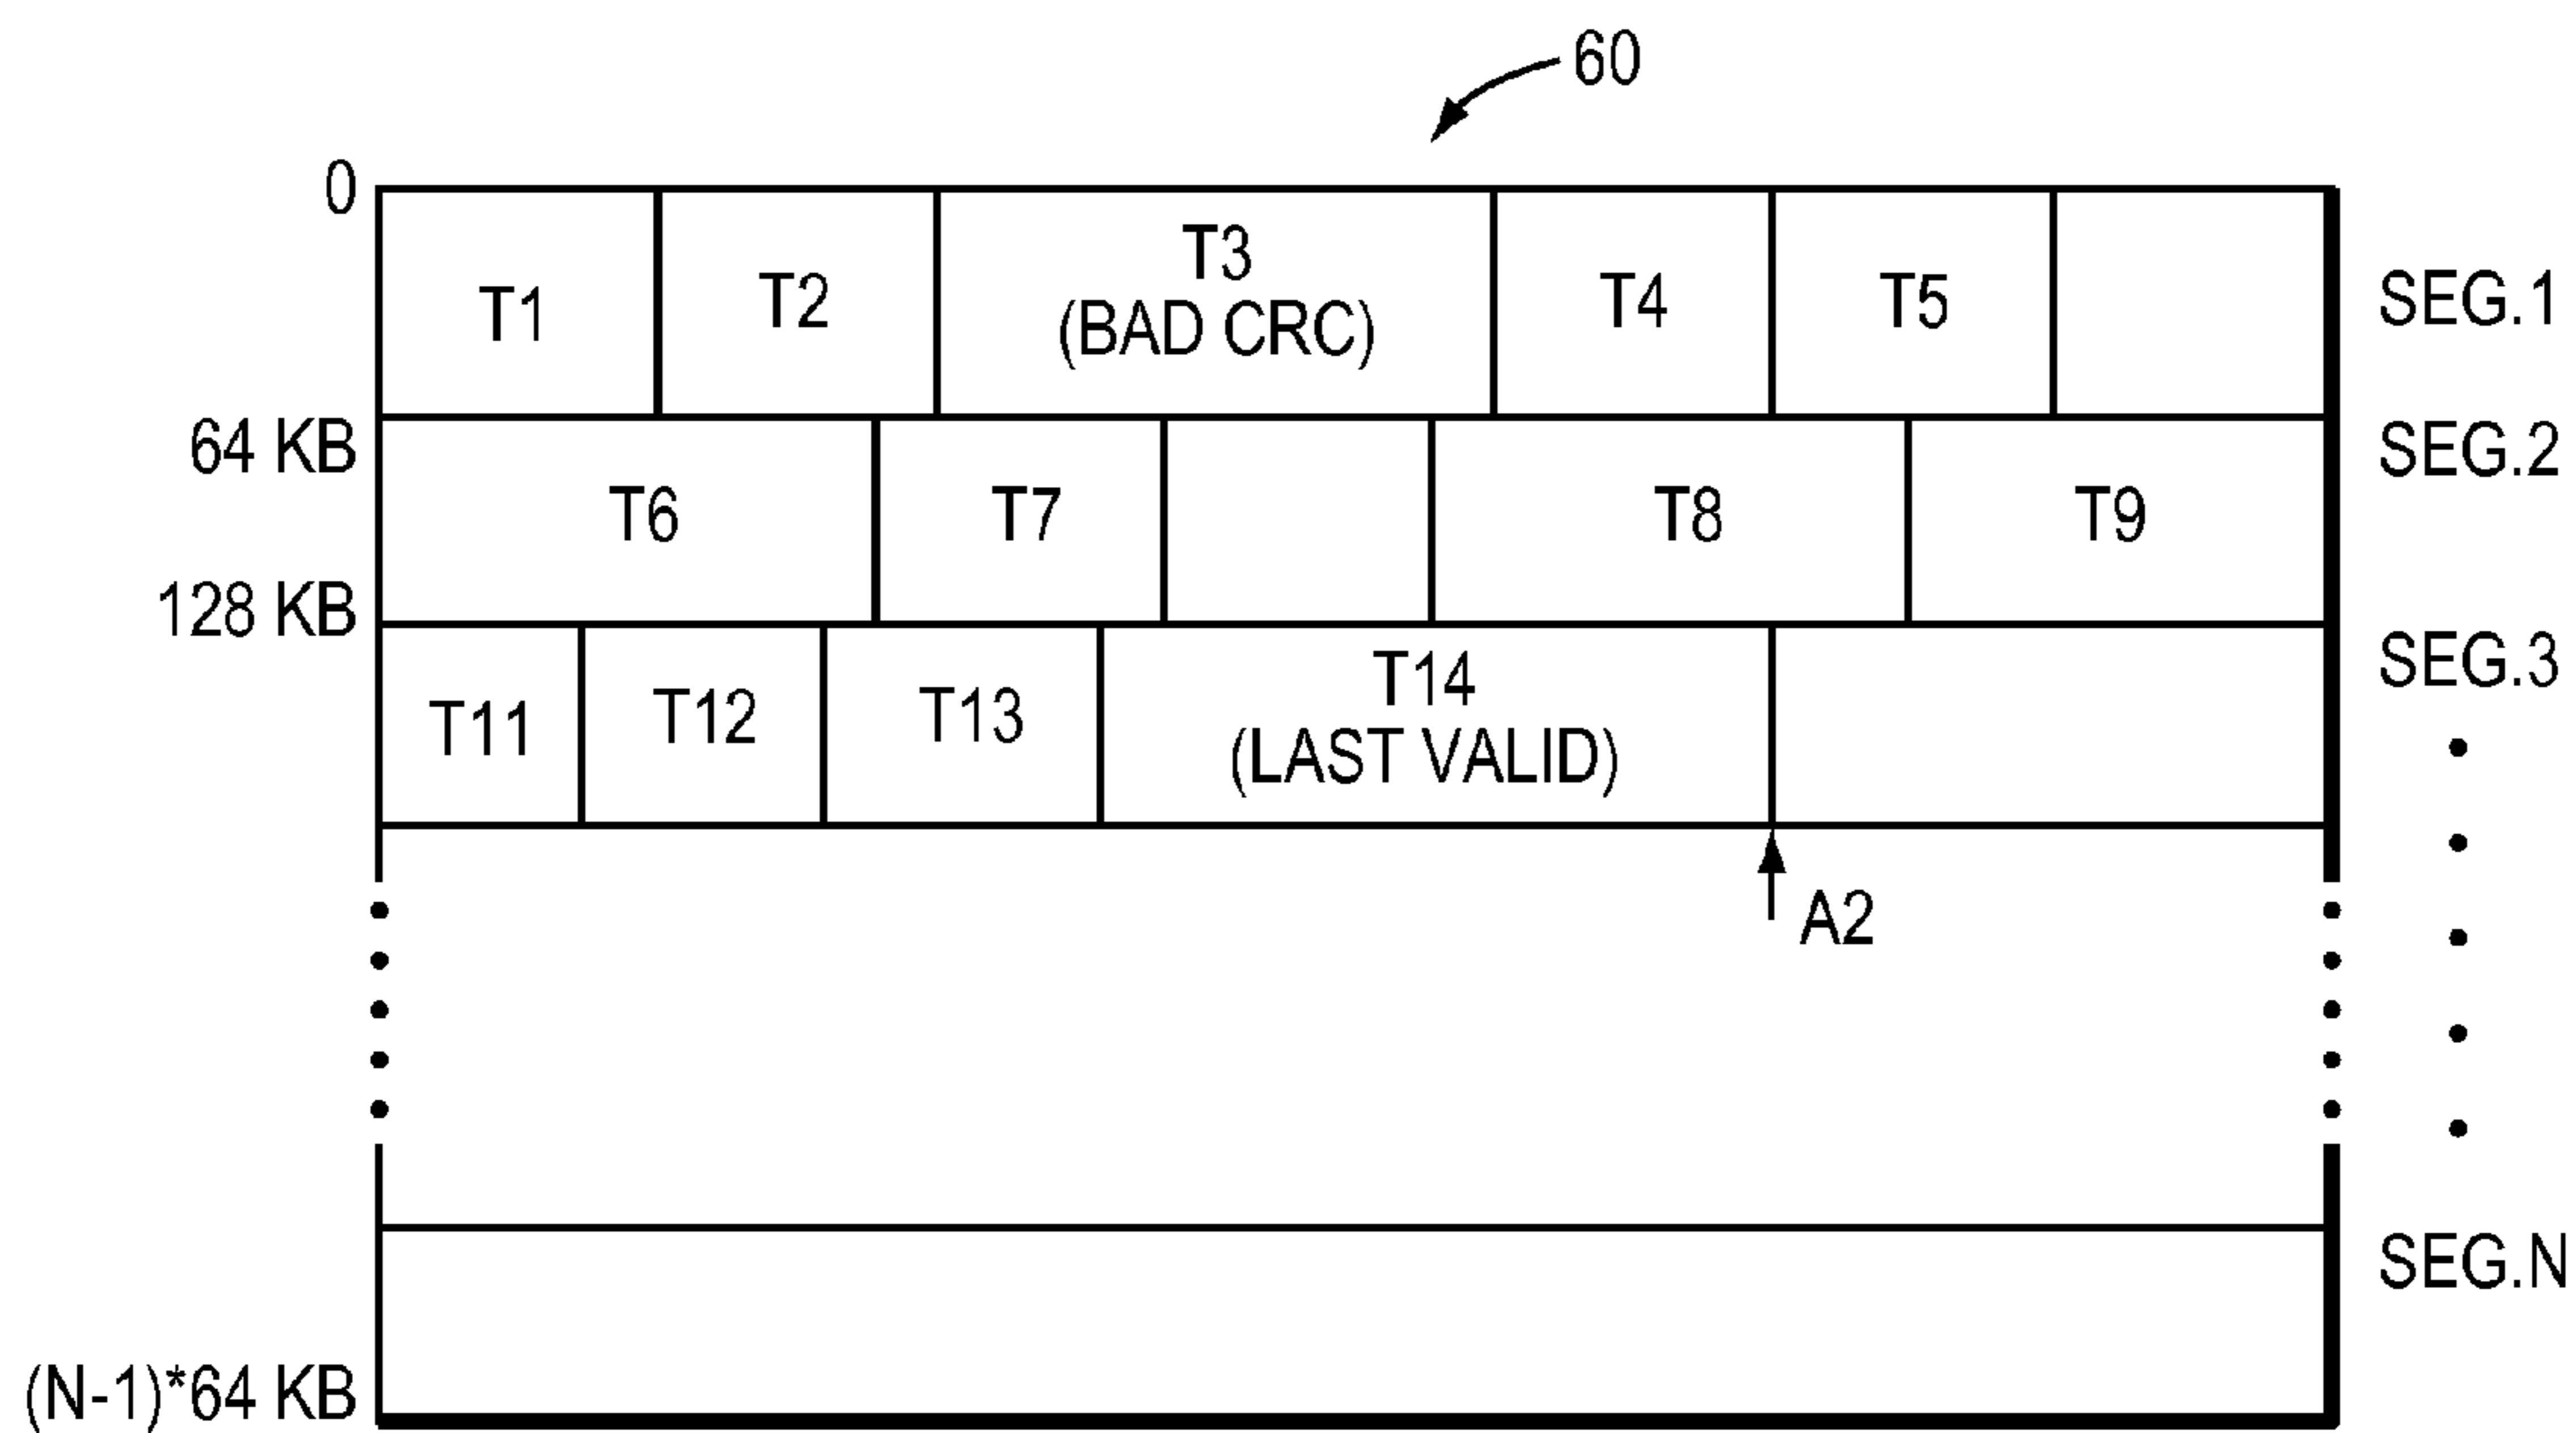 60
0
T1
T2
T3
(BAD CRC)
T4
T5
SEG.1
64 KB
SEG.2
T6
T7
T8
T9
128 KB
SEG.3
T11
T12
T13
T14
(LAST VALID)
A2
SEG.N
(N-1)*64 KB